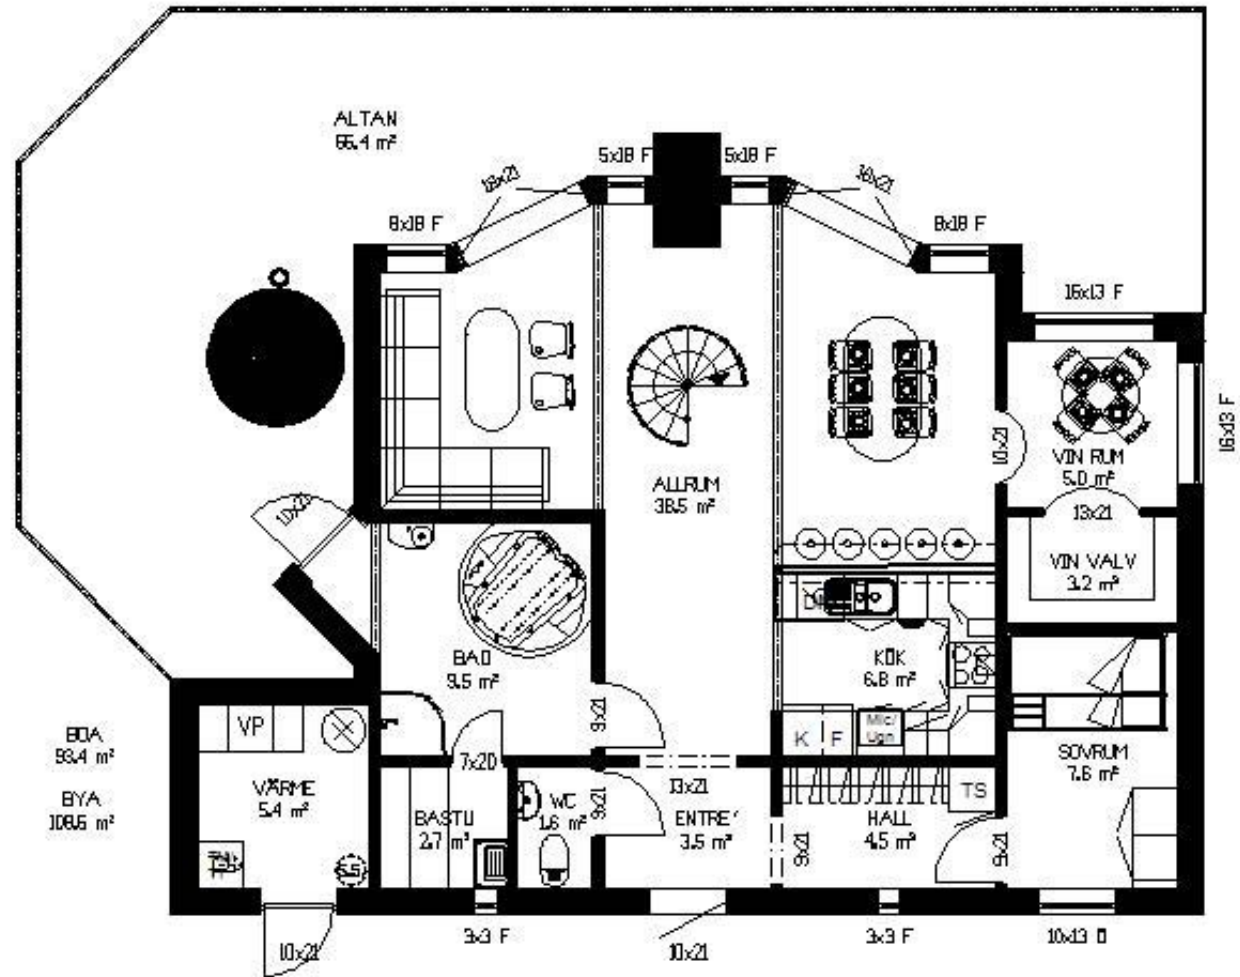 ALTAN
66.4 m²
5x18 F
5x18 F
18x21
18x21
8x18 F
8x18 F
16x13 F
16x13 F
10x21
VIN RUM
5.0 m²
13x21
VIN VALV
3.2 m²
ALLRUM
38.5 m²
10x21
BAD
9.5 m²
9x21
KÖK
6.8 m²
K F
Mic/
Ugn
VP
VÄRME
5.4 m²
BOA
93.4 m²
BYA
108.6 m²
7x20
BASTU
2.7 m²
WC
1.6 m²
9x21
13x21
ENTRE´
3.5 m²
9x21
HALL
4.5 m²
TS
9x21
SOVRUM
7.6 m²
10x21
3x3 F
10x21
3x3 F
10x13 Ö